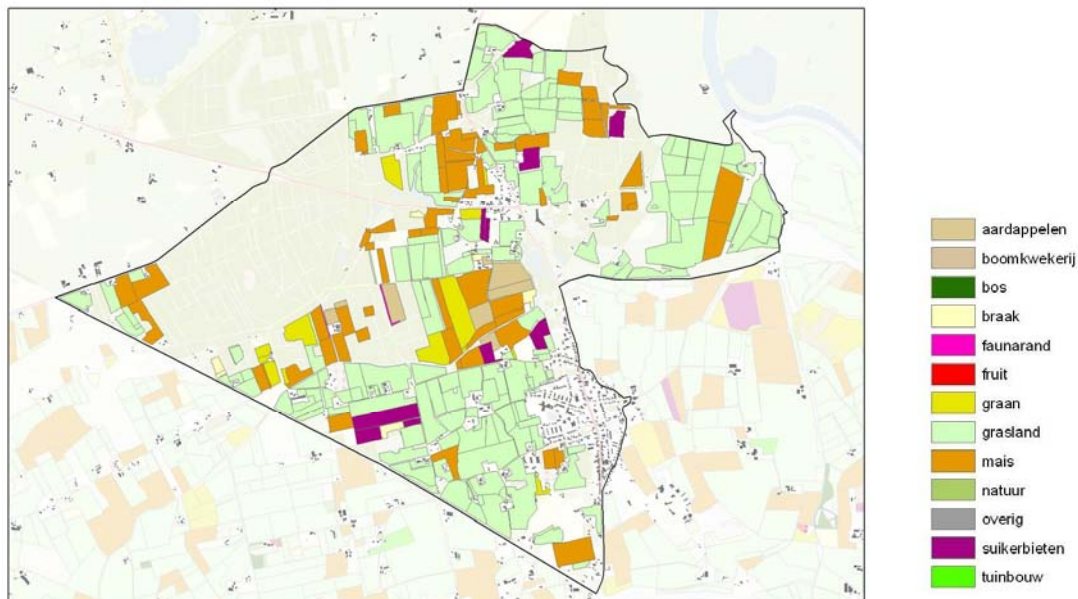 aardappelen
boomkwekerij
bos
braak
faunarand
fruit
graan
grasland
mais
natuur
overig
suikerbieten
tuinbouw